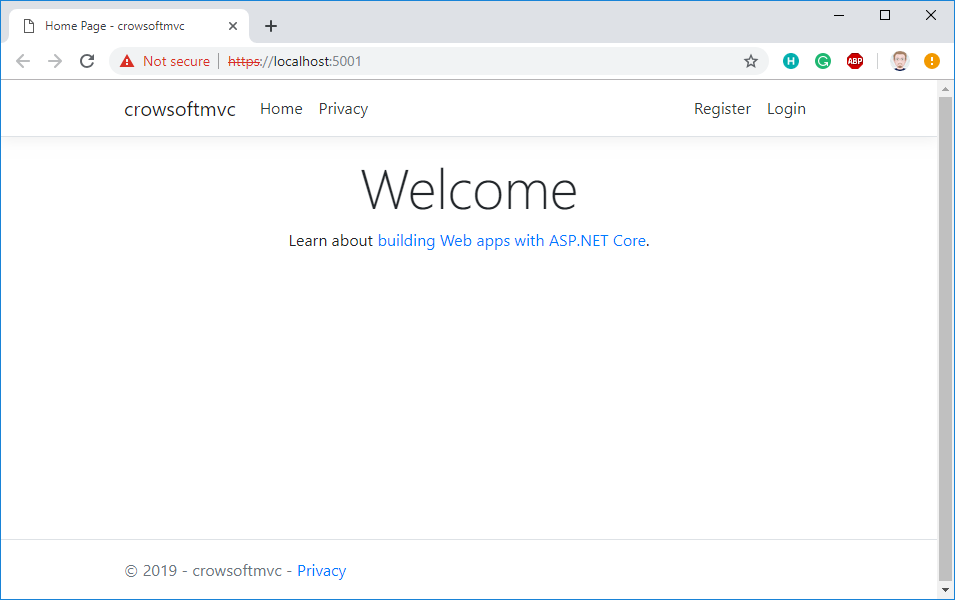 Home Page - crowsoftmvc
Not secure | https://localhost:5001
H G ABP
crowsoftmvc Home Privacy Register Login
Welcome
Learn about building Web apps with ASP.NET Core.
© 2019 - crowsoftmvc - Privacy